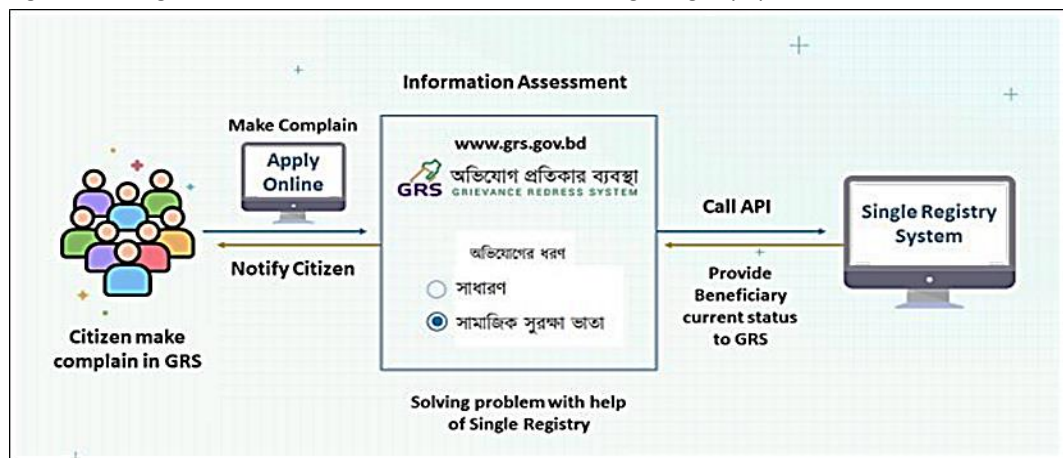 Information Assessment
Make Complain
Apply
Online
www.grs.gov.bd
GRS
অভিযোগ প্রতিকার ব্যবস্থা
GRIEVANCE REDRESS SYSTEM
Call API
Single Registry
System
Notify Citizen
অভিযোগের ধরণ
সাধারণ
সামাজিক সুরক্ষা ভাতা
Provide
Beneficiary
current status
to GRS
Citizen make
complain in GRS
Solving problem with help
of Single Registry